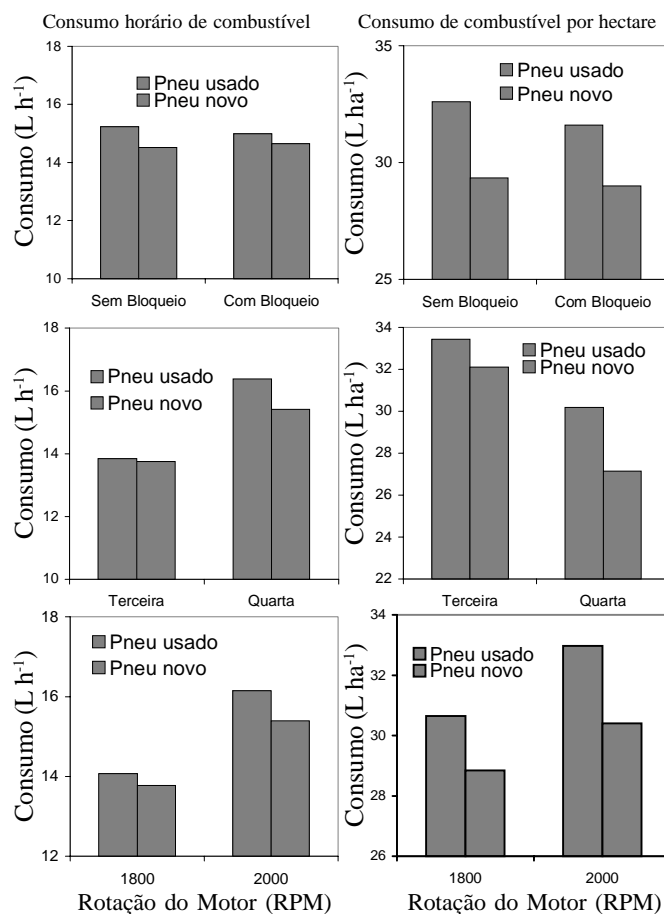 Consumo horário de combustível
Consumo de combustível por hectare
18
16
14
12
10
Consumo (L h⁻¹)
Pneu usado
Pneu novo
Sem Bloqueio Com Bloqueio
35
30
25
Consumo (L ha⁻¹)
Pneu usado
Pneu novo
Sem Bloqueio Com Bloqueio
18
16
14
12
10
Consumo (L h⁻¹)
Pneu usado
Pneu novo
Terceira Quarta
34
32
30
28
26
24
22
Consumo (L ha⁻¹)
Pneu usado
Pneu novo
Terceira Quarta
18
16
14
12
Consumo (L h⁻¹)
Pneu usado
Pneu novo
1800 2000
Rotação do Motor (RPM)
34
32
30
28
26
Consumo (L ha⁻¹)
Pneu usado
Pneu novo
1800 2000
Rotação do Motor (RPM)